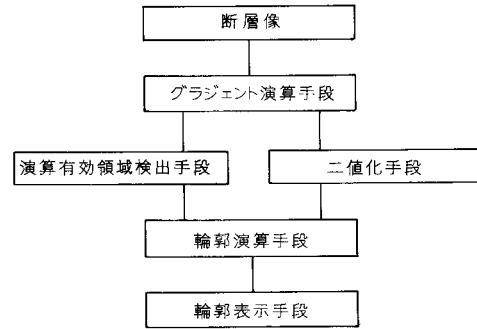 断層像
グラジェント演算手段
演算有効領域検出手段
二値化手段
輪郭演算手段
輪郭表示手段